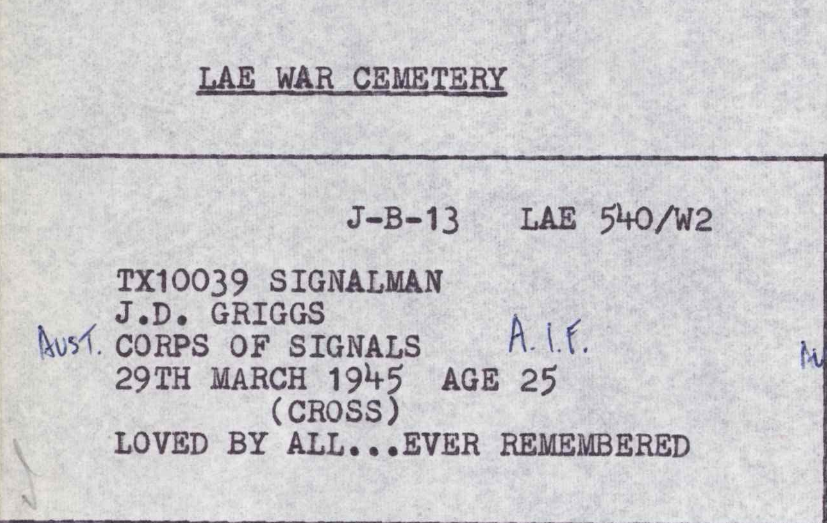 LAE WAR CEMETERY
J-B-13 LAE 540/W2
TX10039 SIGNALMAN
J.D. GRIGGS
AUST. CORPS OF SIGNALS A.I.F.
29TH MARCH 1945 AGE 25
(CROSS)
LOVED BY ALL...EVER REMEMBERED